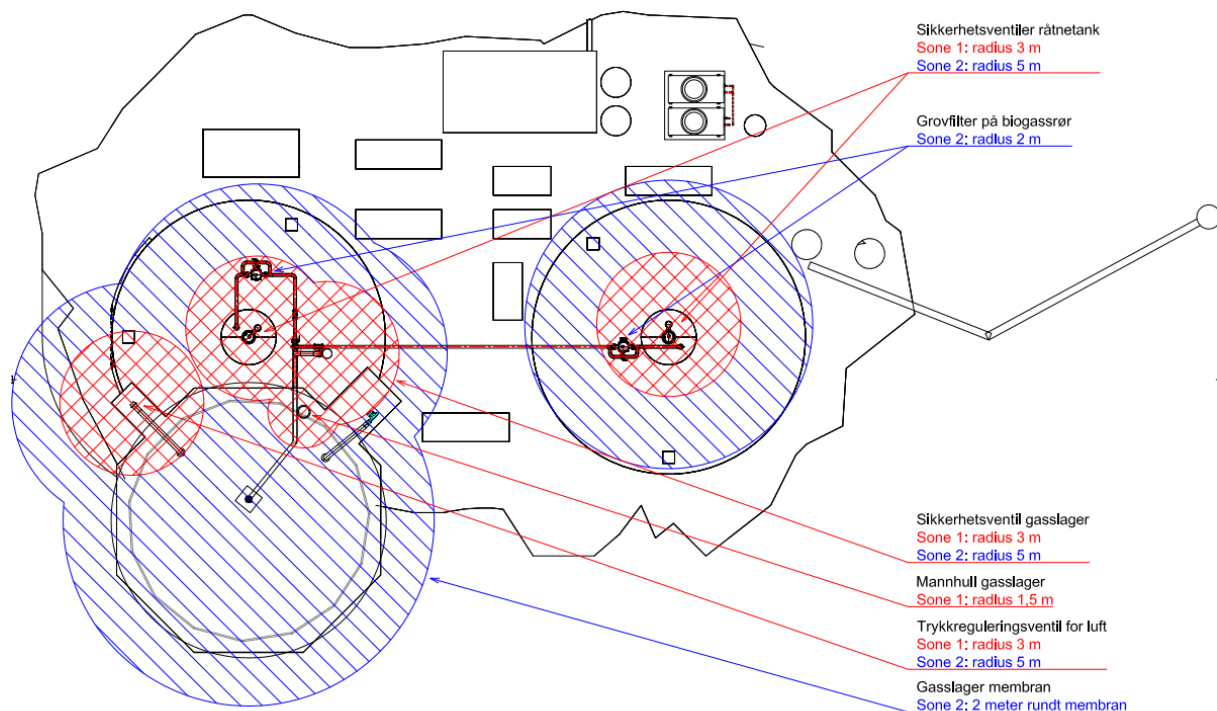 Sikkerhetsventiler råtnetank
Sone 1: radius 3 m
Sone 2: radius 5 m
Grovfilter på biogassrør
Sone 2: radius 2 m
Sikkerhetsventil gasslager
Sone 1: radius 3 m
Sone 2: radius 5 m
Mannhull gasslager
Sone 1: radius 1,5 m
Trykkreguleringsventil for luft
Sone 1: radius 3 m
Sone 2: radius 5 m
Gasslager membran
Sone 2: 2 meter rundt membran